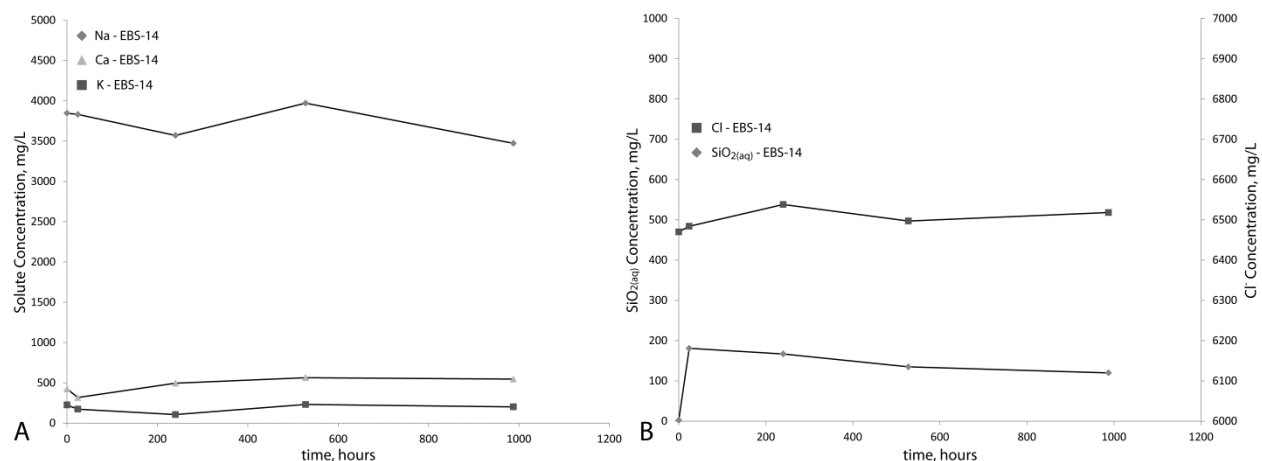 5000
4500
4000
3500
3000
2500
2000
1500
1000
500
0
Solute Concentration, mg/L
Na - EBS-14
Ca - EBS-14
K - EBS-14
0 200 400 600 800 1000 1200
time, hours
A
1000
900
800
700
600
500
400
300
200
100
0
SiO2(aq) Concentration, mg/L
Cl - EBS-14
SiO2(aq) - EBS-14
7000
6900
6800
6700
6600
6500
6400
6300
6200
6100
6000
Cl- Concentration, mg/L
0 200 400 600 800 1000 1200
time, hours
B